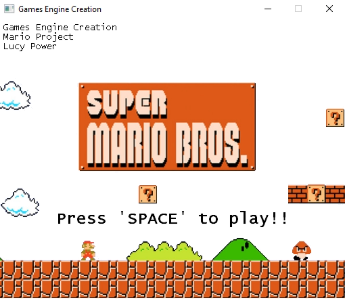 Games Engine Creation
Games Engine Creation
Mario Project
Lucy Power
SUPER
MARIO BROS.
?
?
?
Press 'SPACE' to play!!